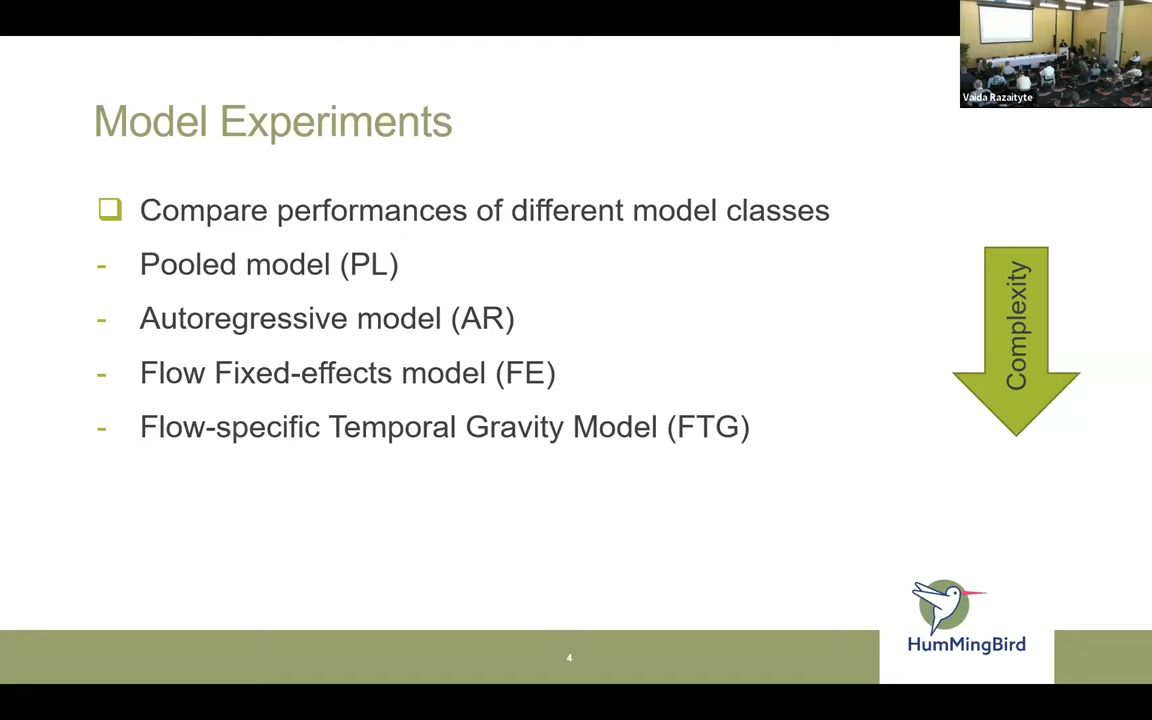 Vaida Razaityte
Model Experiments
Compare performances of different model classes
- Pooled model (PL)
- Autoregressive model (AR)
- Flow Fixed-effects model (FE)
- Flow-specific Temporal Gravity Model (FTG)
Complexity
HumMingBird
4